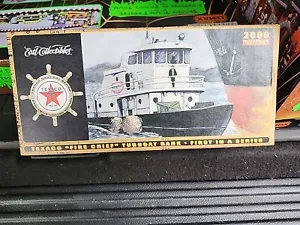 Ertl Collectibles
2000
TEXACO
TEXACO "FIRE CHIEF" TUGBOAT BANK • FIRST IN A SERIES